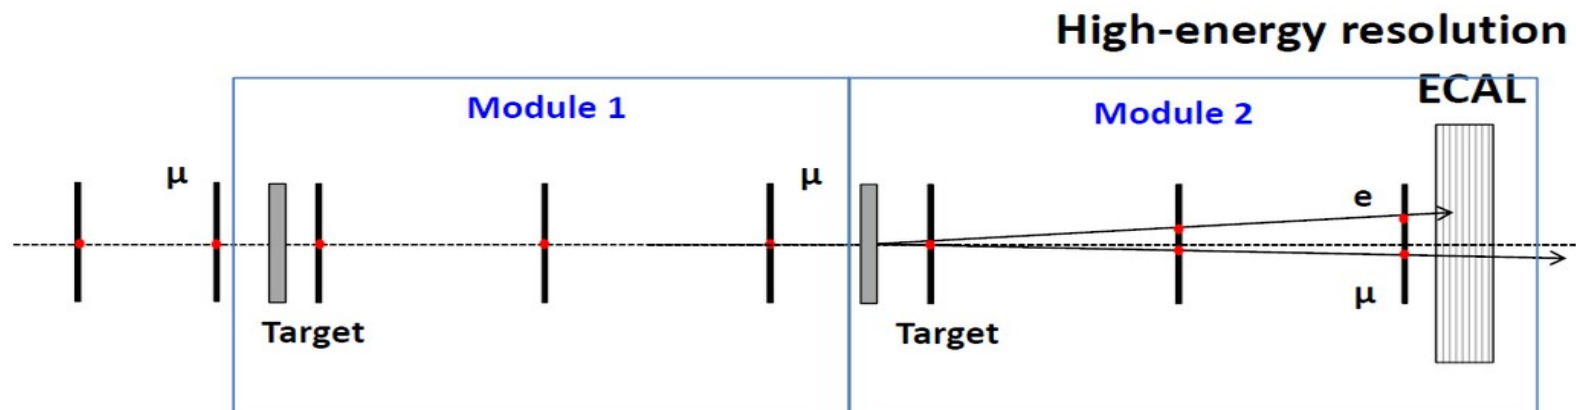 High-energy resolution
ECAL
Module 1
Module 2
μ
μ
e
μ
Target
Target